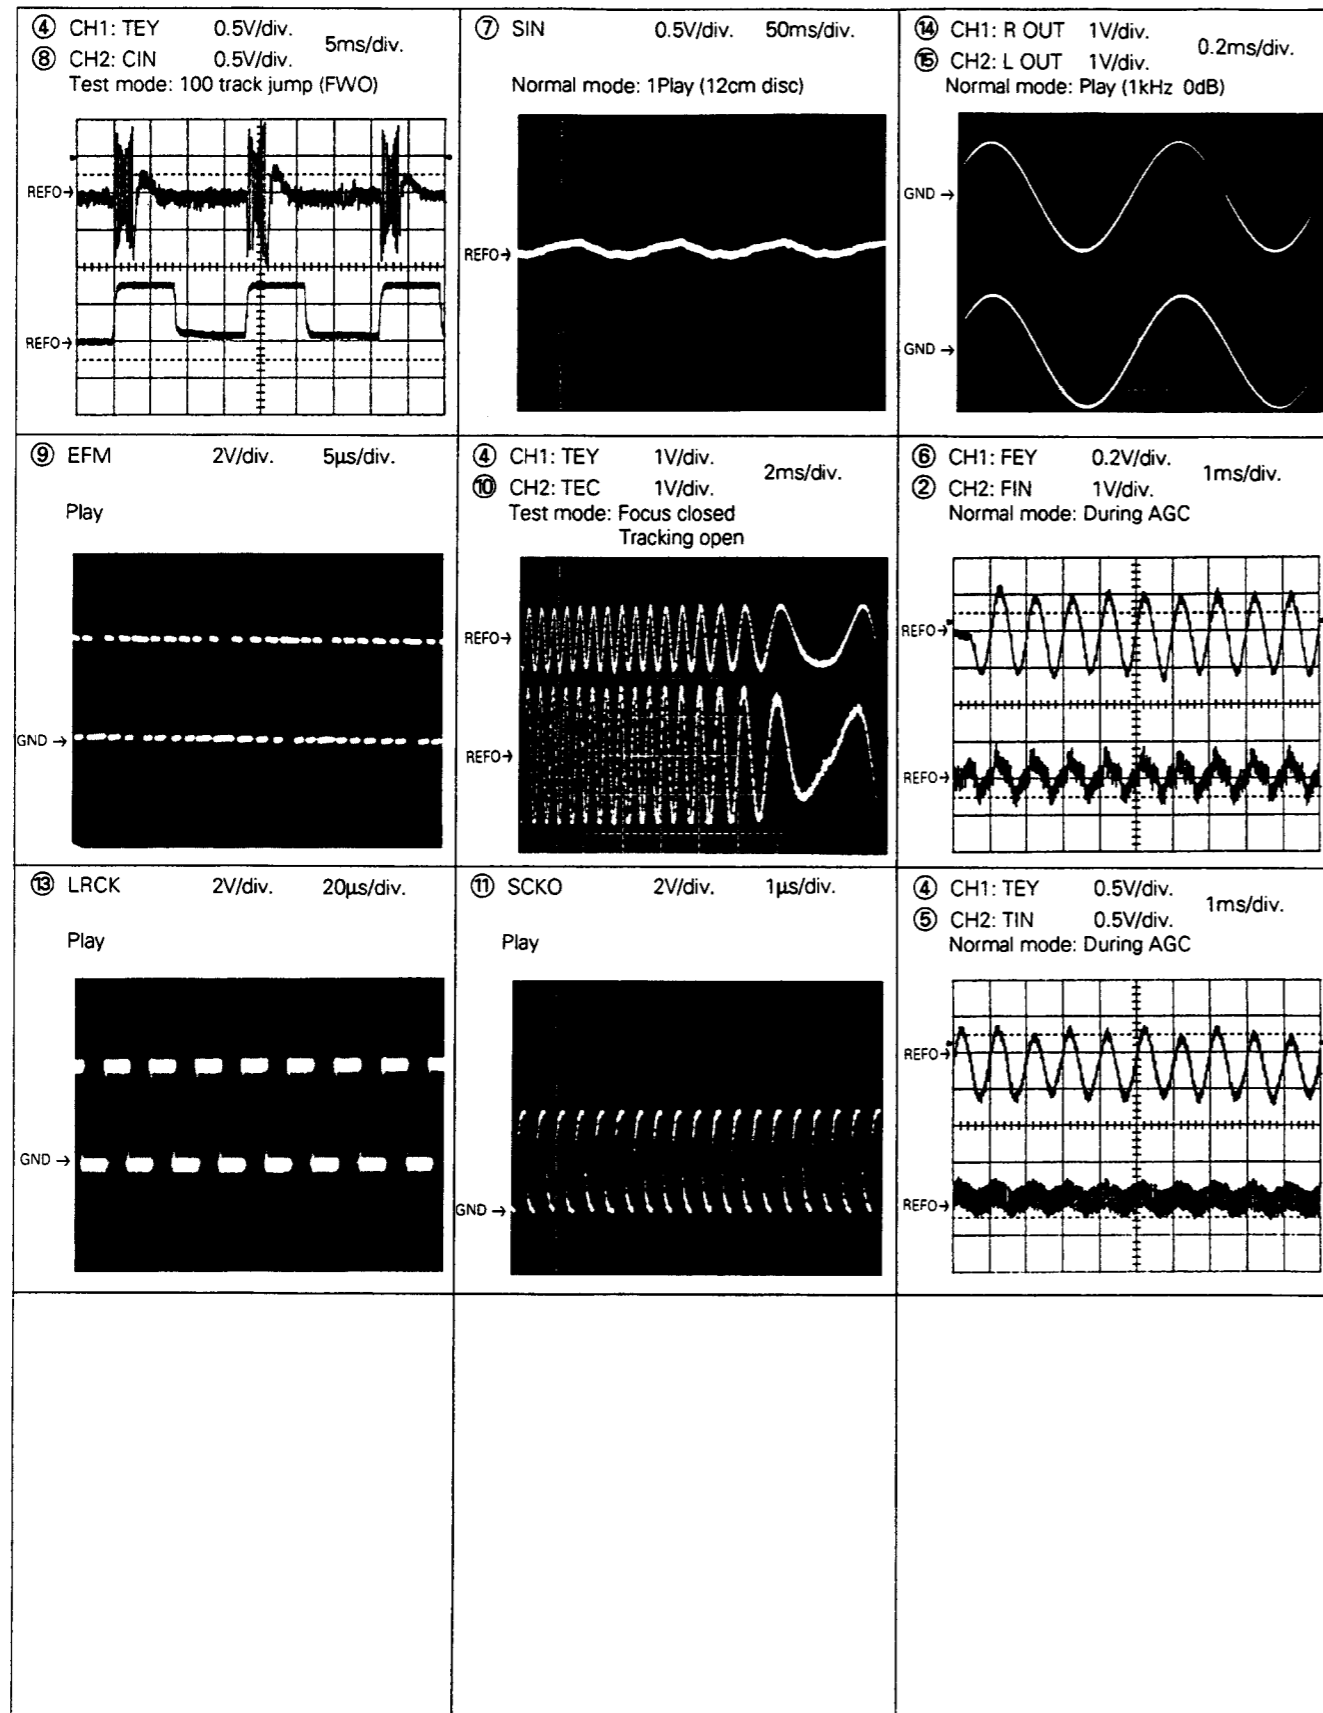 ④ CH1: TEY 0.5V/div. 5ms/div.
⑧ CH2: CIN 0.5V/div.
Test mode: 100 track jump (FWO)
REFO→
REFO→
⑦ SIN 0.5V/div. 50ms/div.
Normal mode: 1Play (12cm disc)
REFO→
⑭ CH1: R OUT 1V/div. 0.2ms/div.
⑮ CH2: L OUT 1V/div.
Normal mode: Play (1kHz 0dB)
GND →
GND →
⑨ EFM 2V/div. 5μs/div.
Play
GND →
④ CH1: TEY 1V/div. 2ms/div.
⑩ CH2: TEC 1V/div.
Test mode: Focus closed
Tracking open
REFO→
REFO→
⑥ CH1: FEY 0.2V/div. 1ms/div.
② CH2: FIN 1V/div.
Normal mode: During AGC
REFO→
REFO→
⑬ LRCK 2V/div. 20μs/div.
Play
GND →
⑪ SCKO 2V/div. 1μs/div.
Play
GND →
④ CH1: TEY 0.5V/div. 1ms/div.
⑤ CH2: TIN 0.5V/div.
Normal mode: During AGC
REFO→
REFO→